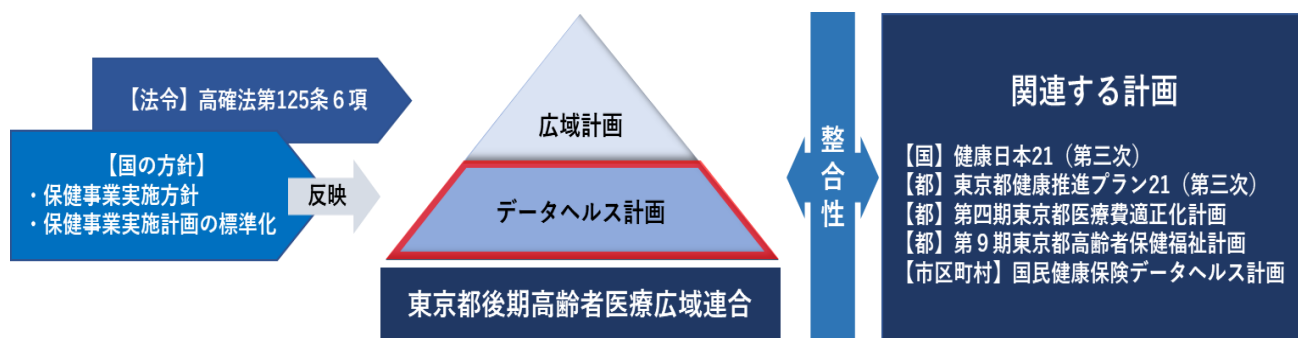 【法令】高確法第125条６項
【国の方針】
・保健事業実施方針
・保健事業実施計画の標準化
反映
広域計画
データヘルス計画
東京都後期高齢者医療広域連合
整合性
関連する計画
【国】健康日本21（第三次）
【都】東京都健康推進プラン21（第三次）
【都】第四期東京都医療費適正化計画
【都】第９期東京都高齢者保健福祉計画
【市区町村】国民健康保険データヘルス計画